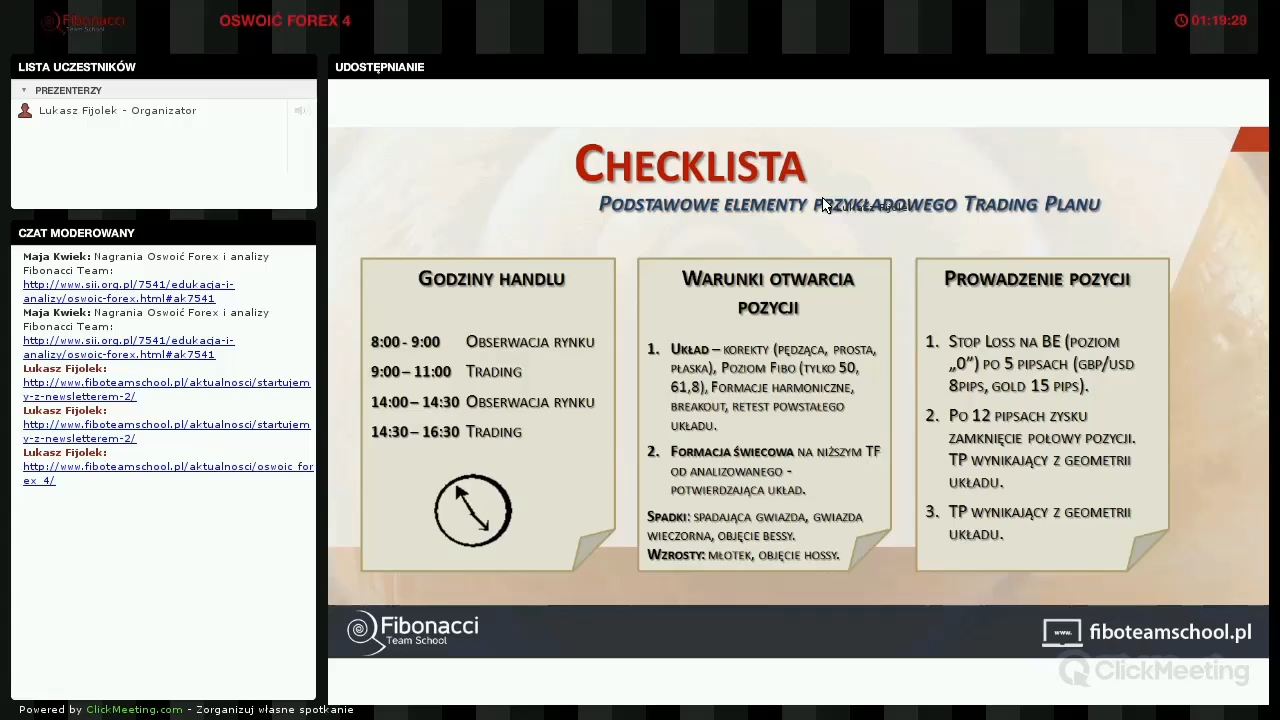 Fibonacci
Team School
OSWOIĆ FOREX 4
01:19:29
LISTA UCZESTNIKÓW
PREZENTERZY
Lukasz Fijolek - Organizator
CZAT MODEROWANY
Maja Kwiek: Nagrania Oswoić Forex i analizy
Fibonacci Team:
http://www.sii.org.pl/7541/edukacja-i-
analizy/oswoic-forex.html#ak7541
Maja Kwiek: Nagrania Oswoić Forex i analizy
Fibonacci Team:
http://www.sii.org.pl/7541/edukacja-i-
analizy/oswoic-forex.html#ak7541
Lukasz Fijolek:
http://www.fiboteamschool.pl/aktualnosci/startujem
y-z-newsletterem-2/
Lukasz Fijolek:
http://www.fiboteamschool.pl/aktualnosci/startujem
y-z-newsletterem-2/
Lukasz Fijolek:
http://www.fiboteamschool.pl/aktualnosci/oswoic_for
ex_4/
UDOSTĘPNIANIE
CHECKLISTA
PODSTAWOWE ELEMENTY PRZYKŁADOWEGO TRADING PLANU
Lukasz Fijolek
GODZINY HANDLU
8:00 - 9:00 OBSERWACJA RYNKU
9:00 – 11:00 TRADING
14:00 – 14:30 OBSERWACJA RYNKU
14:30 – 16:30 TRADING
WARUNKI OTWARCIA
POZYCJI
1. UKŁAD – KOREKTY (PĘDZĄCA, PROSTA,
PŁASKA), POZIOM FIBO (TYLKO 50,
61,8), FORMACJE HARMONICZNE,
BREAKOUT, RETEST POWSTAŁEGO
UKŁADU.
2. FORMACJA ŚWIECOWA NA NIŻSZYM TF
OD ANALIZOWANEGO -
POTWIERDZAJĄCA UKŁAD.
SPADKI: SPADAJĄCA GWIAZDA, GWIAZDA
WIECZORNA, OBJĘCIE BESSY.
WZROSTY: MŁOTEK, OBJĘCIE HOSSY.
PROWADZENIE POZYCJI
1. STOP LOSS NA BE (POZIOM
„0”) PO 5 PIPSACH (GBP/USD
8PIPS, GOLD 15 PIPS).
2. PO 12 PIPSACH ZYSKU
ZAMKNIĘCIE POŁOWY POZYCJI.
TP WYNIKAJĄCY Z GEOMETRII
UKŁADU.
3. TP WYNIKAJĄCY Z GEOMETRII
UKŁADU.
Fibonacci
Team School
www.
fiboteamschool.pl
ClickMeeting
Powered by ClickMeeting.com - Zorganizuj własne spotkanie